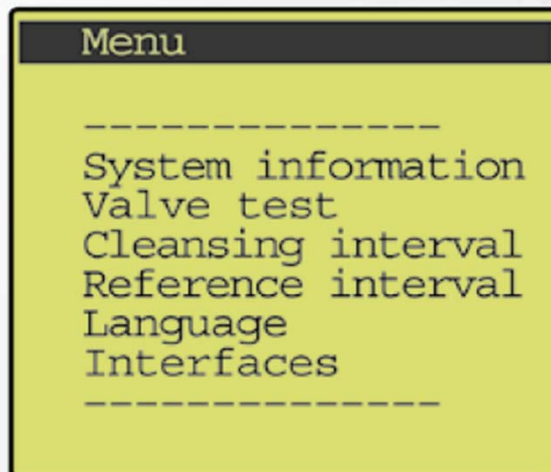 Menu
--------------
System information
Valve test
Cleansing interval
Reference interval
Language
Interfaces
--------------